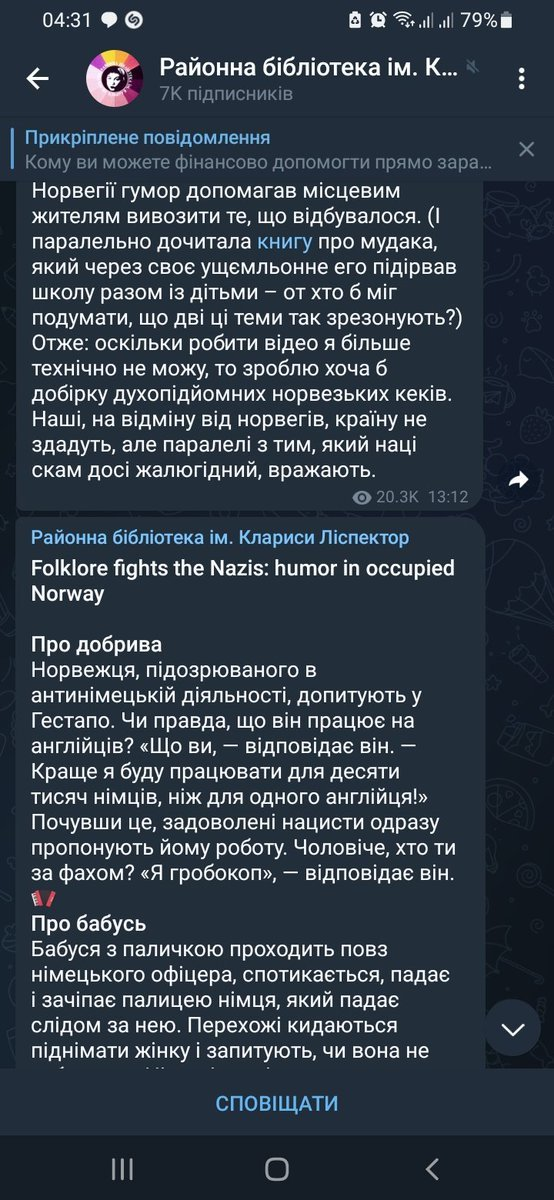 04:31
79%
Районна бібліотека ім. К...
7K підписників
Прикріплене повідомлення
Кому ви можете фінансово допомогти прямо зара...
Норвегії гумор допомагав місцевим
жителям вивозити те, що відбувалося. (І
паралельно дочитала книгу про мудака,
який через своє ущємльонне его підірвав
школу разом із дітьми – от хто б міг
подумати, що дві ці теми так зрезонують?)
Отже: оскільки робити відео я більше
технічно не можу, то зроблю хоча б
добірку духопідйомних норвезьких кеків.
Наші, на відміну від норвегів, країну не
здадуть, але паралелі з тим, який наці
скам досі жалюгідний, вражають.
20.3K 13:12
Районна бібліотека ім. Клариси Ліспектор
Folklore fights the Nazis: humor in occupied
Norway
Про добрива
Норвежця, підозрюваного в
антинімецькій діяльності, допитують у
Гестапо. Чи правда, що він працює на
англійців? «Що ви, — відповідає він. —
Краще я буду працювати для десяти
тисяч німців, ніж для одного англійця!»
Почувши це, задоволені нацисти одразу
пропонують йому роботу. Чоловіче, хто ти
за фахом? «Я гробокоп», — відповідає він.
Про бабусь
Бабуся з паличкою проходить повз
німецького офіцера, спотикається, падає
і зачіпає палицею німця, який падає
слідом за нею. Перехожі кидаються
піднімати жінку і запитують, чи вона не
СПОВІЩАТИ